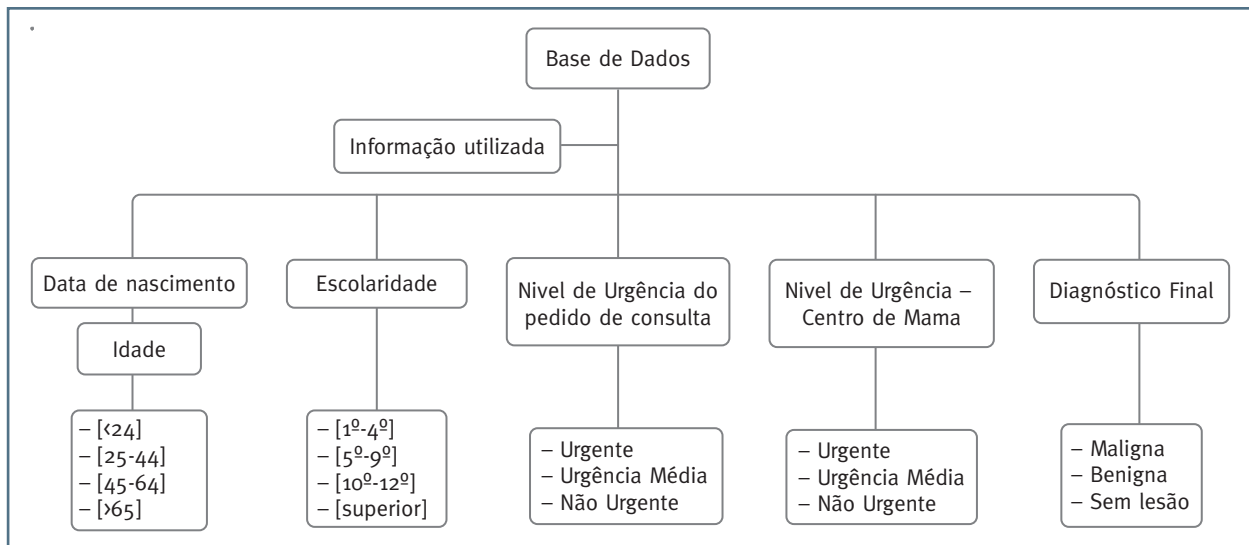 Base de Dados
Informação utilizada
Data de nascimento
Idade
– [<24]
– [25-44]
– [45-64]
– [>65]
Escolaridade
– [1º-4º]
– [5º-9º]
– [10º-12º]
– [superior]
Nivel de Urgência do
pedido de consulta
– Urgente
– Urgência Média
– Não Urgente
Nivel de Urgência –
Centro de Mama
– Urgente
– Urgência Média
– Não Urgente
Diagnóstico Final
– Maligna
– Benigna
– Sem lesão